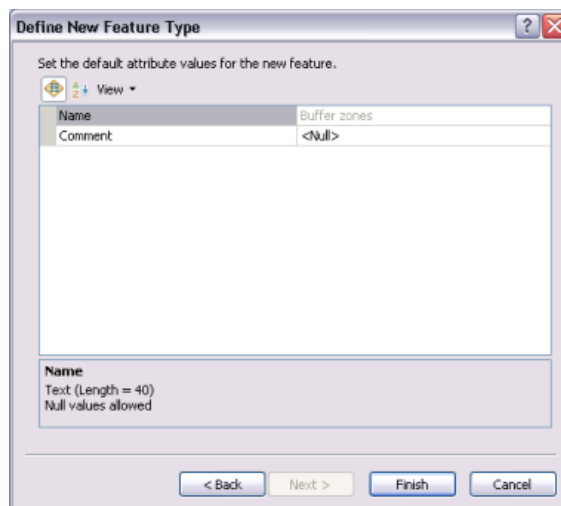 Define New Feature Type
?
Set the default attribute values for the new feature.
View
Name Buffer zones
Comment <Null>
Name
Text (Length = 40)
Null values allowed
< Back Next > Finish Cancel